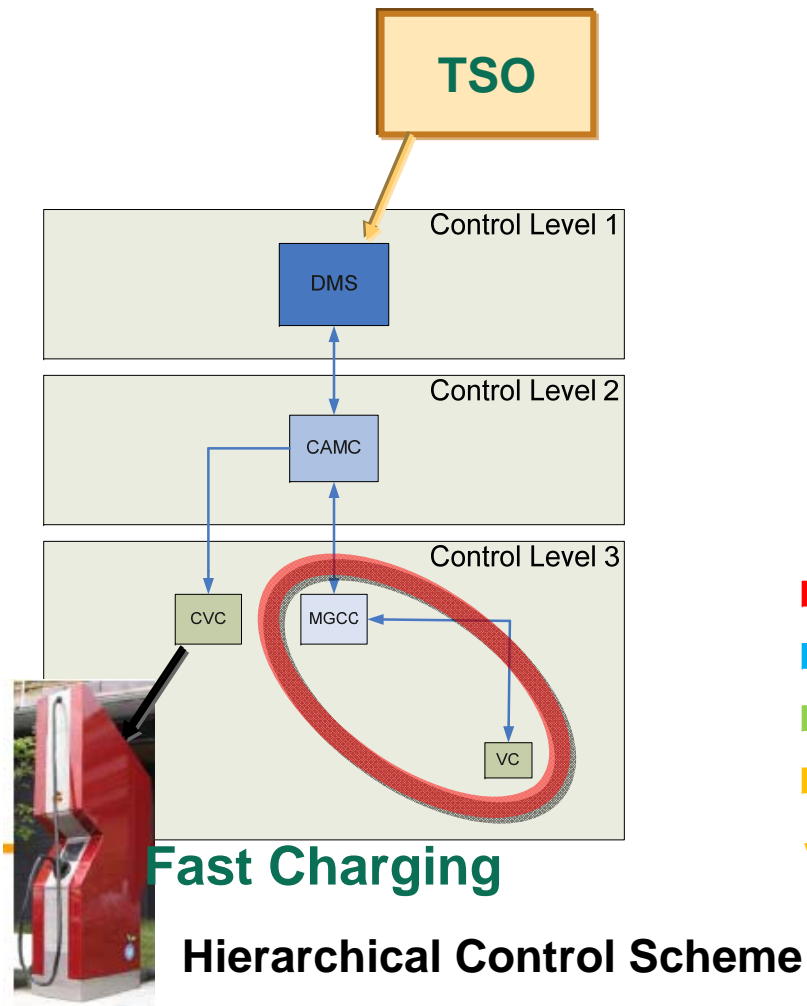 TSO
Control Level 1
DMS
Control Level 2
CAMC
Control Level 3
CVC
MGCC
VC
Fast Charging
Hierarchical Control Scheme